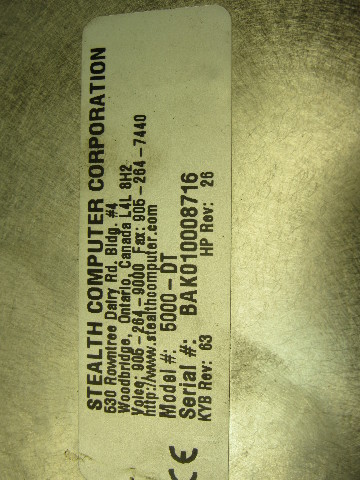 STEALTH COMPUTER CORPORATION
530 Rowntree Dairy Rd. Bldg. #4
Woodbridge, Ontario, Canada L4L 8H2
Voice: 905-264-9000 Fax: 905-264-7440
http://www.stealthcomputer.com
Model #: 5000-DT
Serial #: BAK010008716
KYB Rev: 63 HP Rev: 26
CE